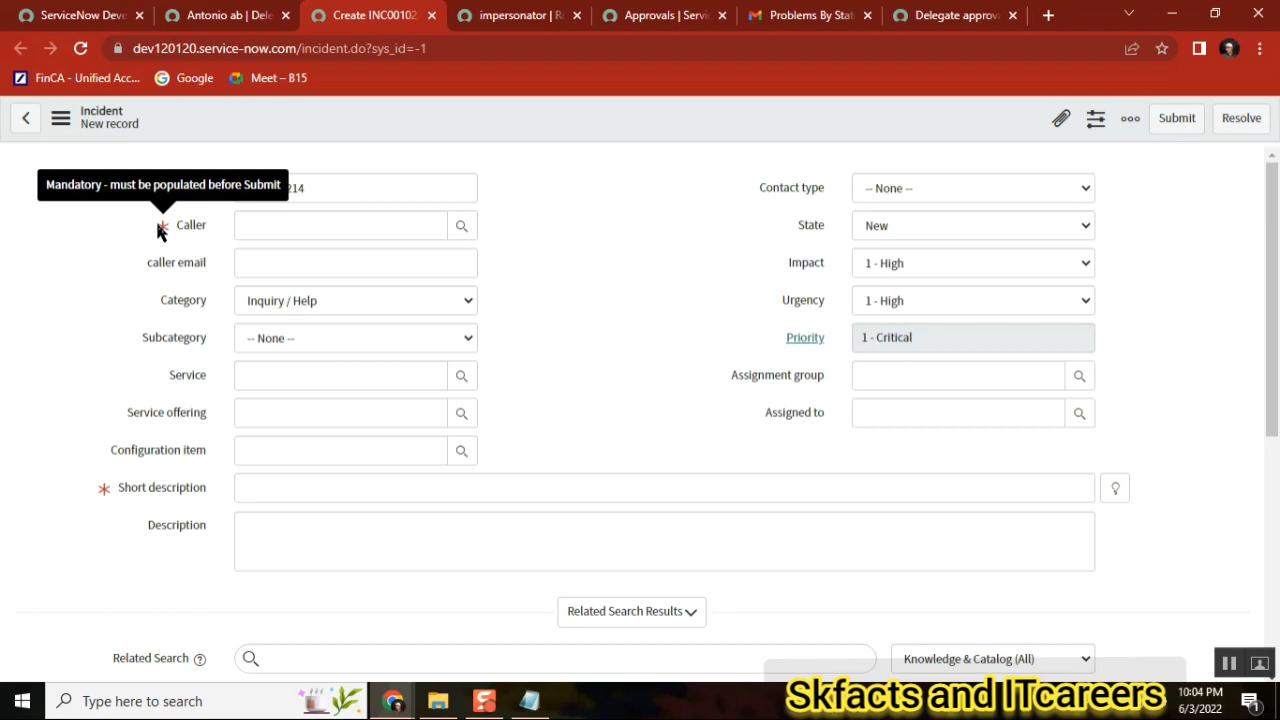 ServiceNow Deve
Antonio ab | Dele
Create INC00102
impersonator | R
Approvals | Servic
Problems By Stat
Delegate approv
dev120120.service-now.com/incident.do?sys_id=-1
FinCA - Unified Acc...
Google
Meet – B15
Incident
New record
Submit
Resolve
Mandatory - must be populated before Submit
214
Contact type
-- None --
Caller
State
New
caller email
Impact
1 - High
Category
Inquiry / Help
Urgency
1 - High
Subcategory
-- None --
Priority
1 - Critical
Service
Assignment group
Service offering
Assigned to
Configuration item
Short description
Description
Related Search Results
Related Search
Knowledge & Catalog (All)
Type here to search
Skfacts and ITcareers
10:04 PM
6/3/2022
1